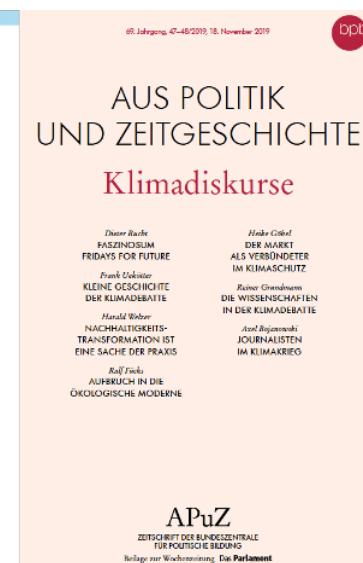 69. Jahrgang, 47–48/2019, 18. November 2019
bpb
AUS POLITIK
UND ZEITGESCHICHTE
Klimadiskurse
Dieter Rucht
FASZINOSUM
FRIDAYS FOR FUTURE
Frank Uekötter
KLEINE GESCHICHTE
DER KLIMADEBATTE
Harald Welzer
NACHHALTIGKEITS-
TRANSFORMATION IST
EINE SACHE DER PRAXIS
Ralf Fücks
AUFBRUCH IN DIE
ÖKOLOGISCHE MODERNE
Heike Göbel
DER MARKT
ALS VERBÜNDETER
IM KLIMASCHUTZ
Reiner Grundmann
DIE WISSENSCHAFTEN
IN DER KLIMADEBATTE
Axel Bojanowski
JOURNALISTEN
IM KLIMAKRIEG
APuZ
ZEITSCHRIFT DER BUNDESZENTRALE
FÜR POLITISCHE BILDUNG
Beilage zur Wochenzeitung Das Parlament